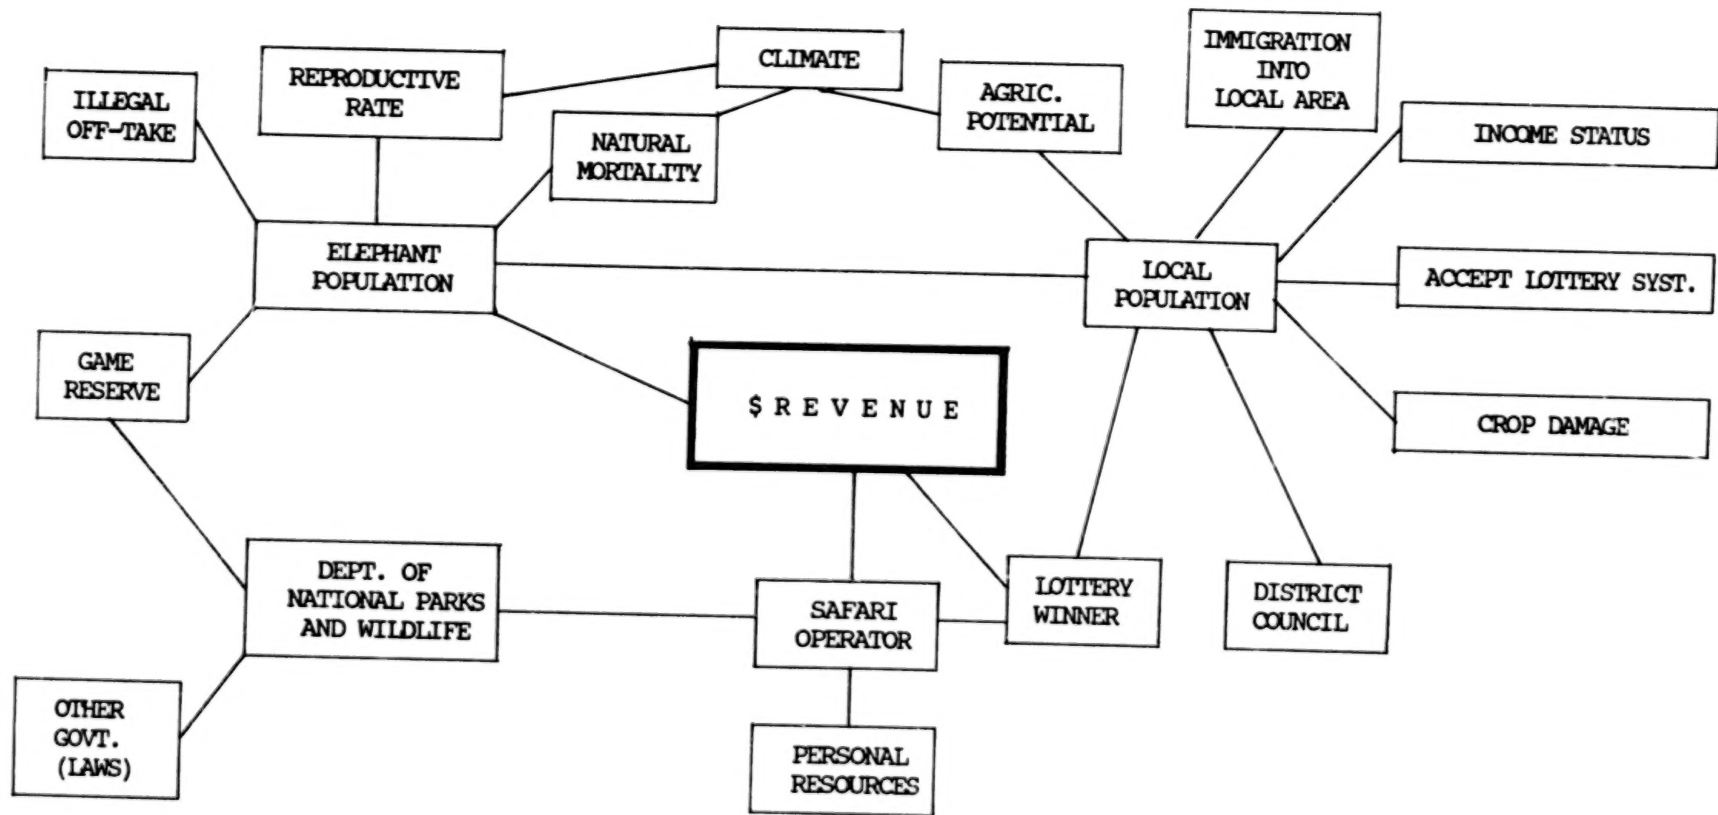 ILLEGAL
OFF-TAKE
REPRODUCTIVE
RATE
CLIMATE
NATURAL
MORTALITY
AGRIC.
POTENTIAL
IMMIGRATION
INTO
LOCAL AREA
INCOME STATUS
ELEPHANT
POPULATION
LOCAL
POPULATION
ACCEPT LOTTERY SYST.
GAME
RESERVE
$ R E V E N U E
CROP DAMAGE
DEPT. OF
NATIONAL PARKS
AND WILDLIFE
SAFARI
OPERATOR
LOTTERY
WINNER
DISTRICT
COUNCIL
OTHER
GOVT.
(LAWS)
PERSONAL
RESOURCES